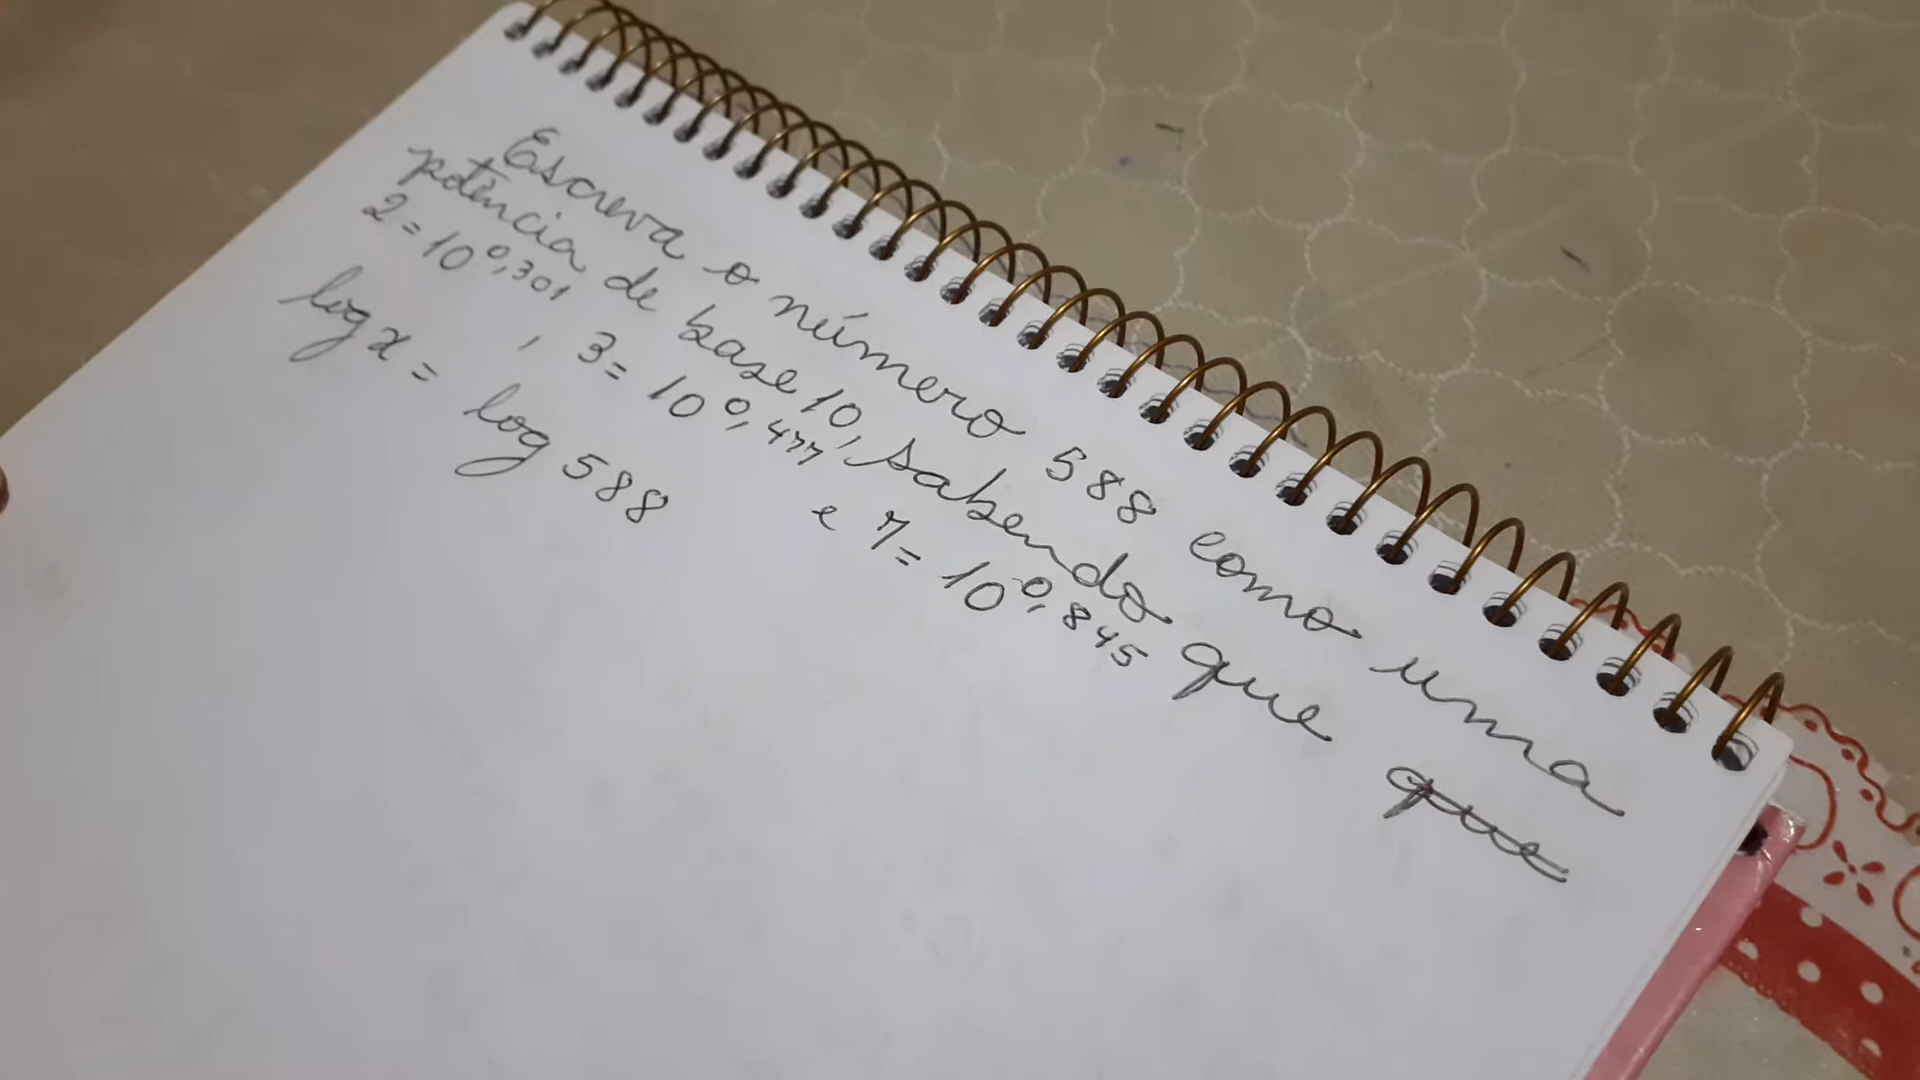 Escreva o número 588 como uma
potência de base 10, sabendo que que
2 = 10^0,301 , 3 = 10^0,477 e 7 = 10^0,845
log x = log 588